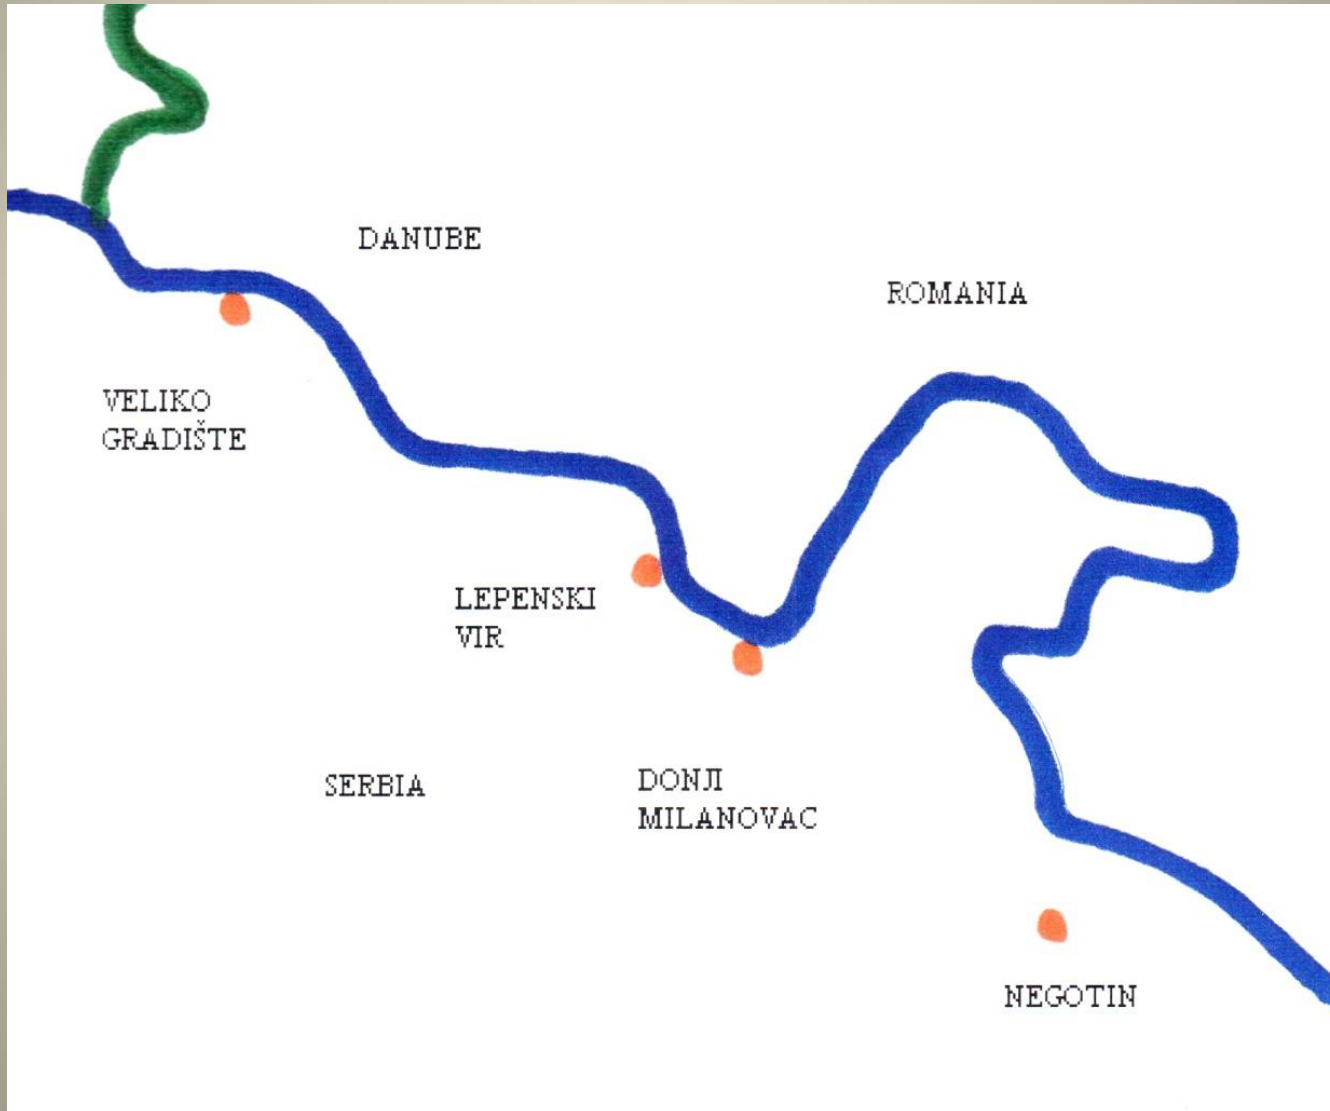 DANUBE
ROMANIA
VELIKO
GRADIŠTE
LEPENSKI
VIR
SERBIA
DONJI
MILANOVAC
NEGOTIN